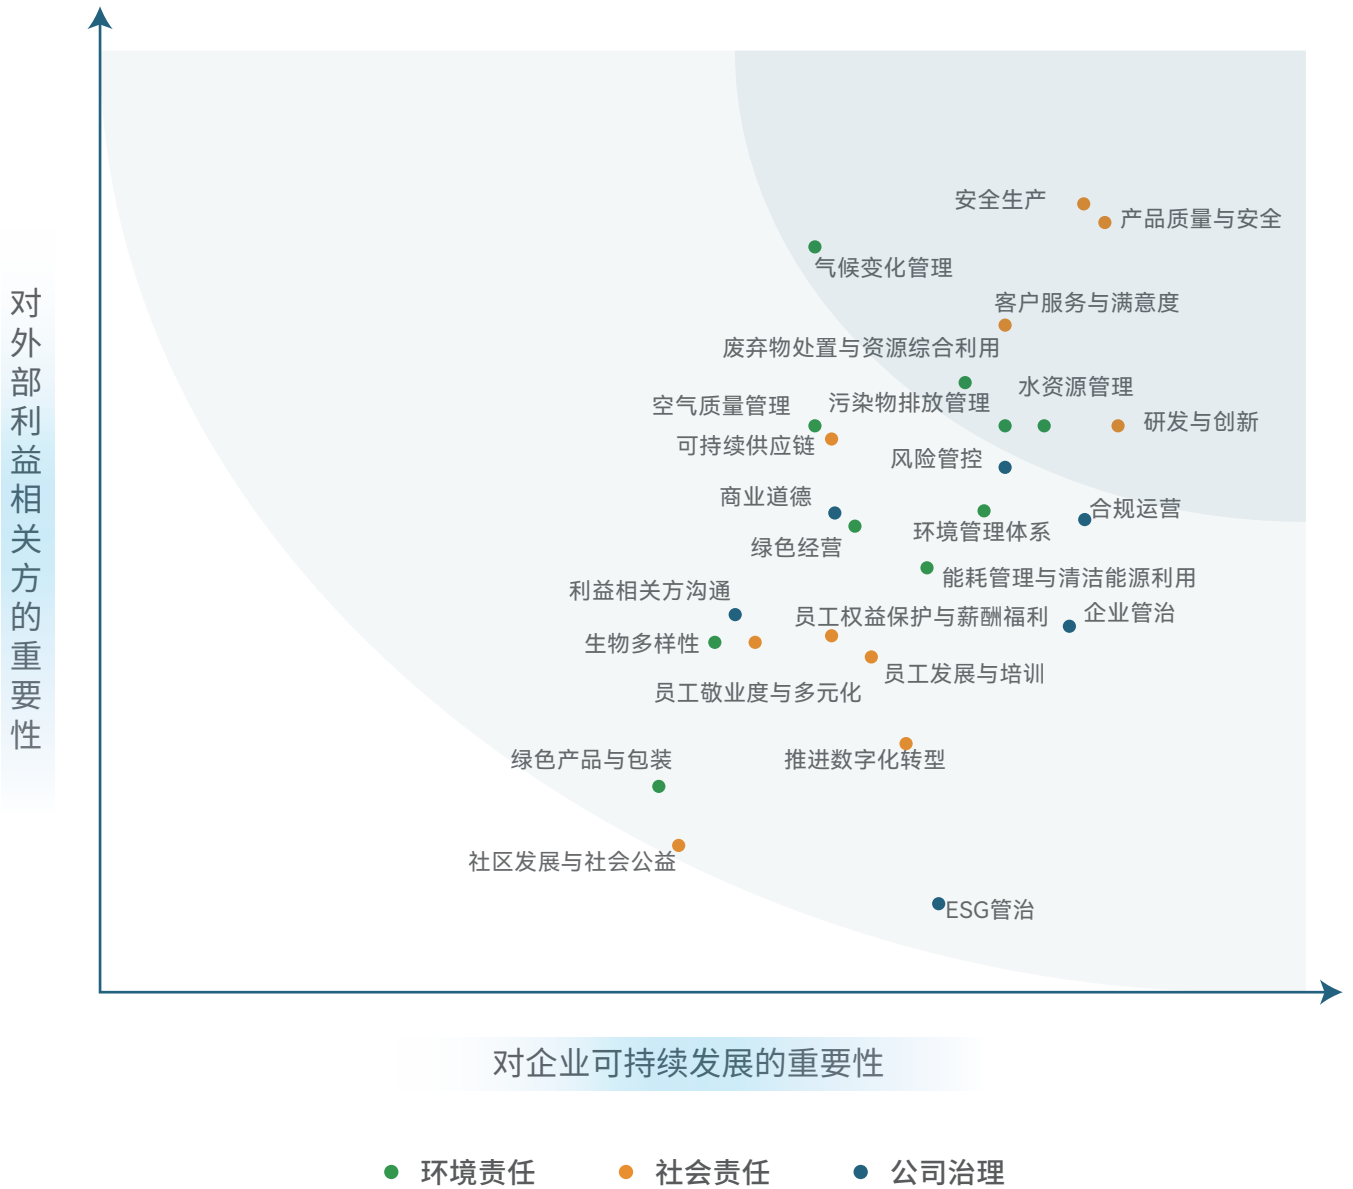 安全生产
产品质量与安全
气候变化管理
客户服务与满意度
废弃物处置与资源综合利用
水资源管理
空气质量管理
污染物排放管理
研发与创新
可持续供应链
风险管控
商业道德
合规运营
环境管理体系
绿色经营
能耗管理与清洁能源利用
利益相关方沟通
员工权益保护与薪酬福利
企业管治
生物多样性
员工发展与培训
员工敬业度与多元化
绿色产品与包装
推进数字化转型
社区发展与社会公益
ESG管治
对外部利益相关方的重要性
对企业可持续发展的重要性
环境责任
社会责任
公司治理